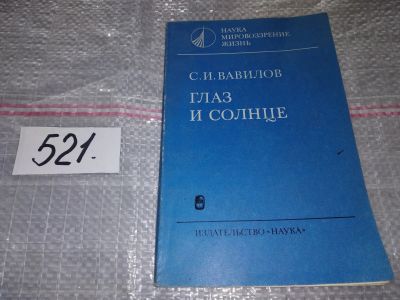 НАУКА
МИРОВОЗЗРЕНИЕ
ЖИЗНЬ
С. И. ВАВИЛОВ
ГЛАЗ
И СОЛНЦЕ
ИЗДАТЕЛЬСТВО «НАУКА»
521.